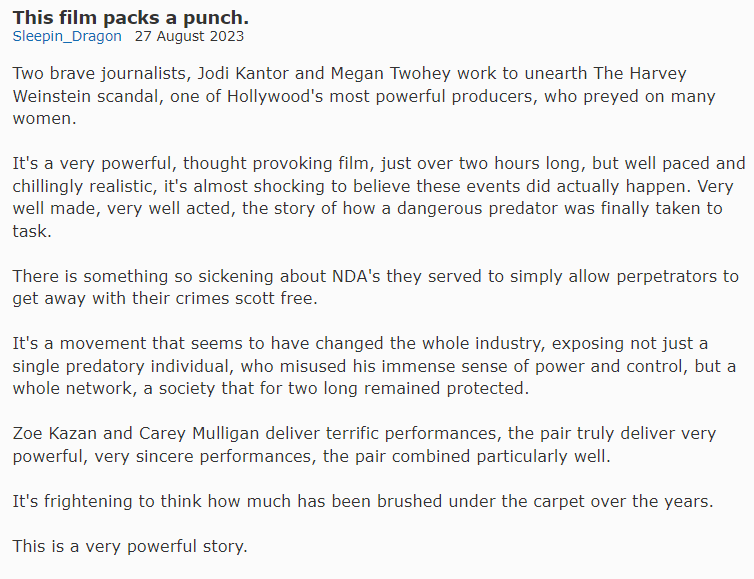 This film packs a punch.
Sleepin_Dragon 27 August 2023
Two brave journalists, Jodi Kantor and Megan Twohey work to unearth The Harvey
Weinstein scandal, one of Hollywood's most powerful producers, who preyed on many
women.
It's a very powerful, thought provoking film, just over two hours long, but well paced and
chillingly realistic, it's almost shocking to believe these events did actually happen. Very
well made, very well acted, the story of how a dangerous predator was finally taken to
task.
There is something so sickening about NDA's they served to simply allow perpetrators to
get away with their crimes scott free.
It's a movement that seems to have changed the whole industry, exposing not just a
single predatory individual, who misused his immense sense of power and control, but a
whole network, a society that for two long remained protected.
Zoe Kazan and Carey Mulligan deliver terrific performances, the pair truly deliver very
powerful, very sincere performances, the pair combined particularly well.
It's frightening to think how much has been brushed under the carpet over the years.
This is a very powerful story.